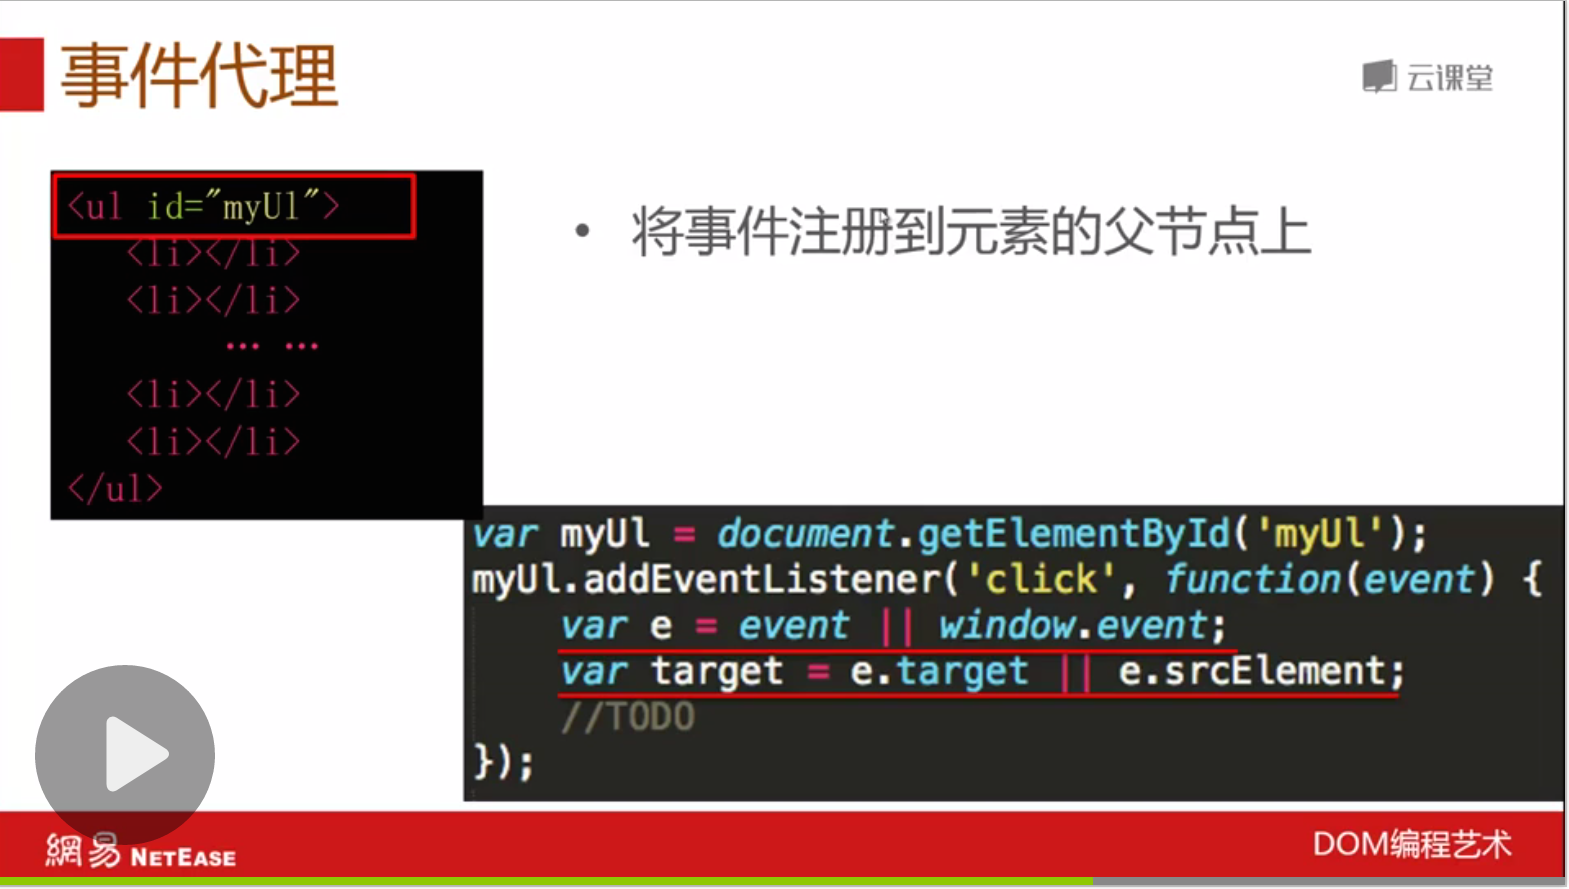 事件代理
云课堂
<ul id="myUl">
<li></li>
<li></li>
... ...
<li></li>
<li></li>
</ul>
• 将事件注册到元素的父节点上
var myUl = document.getElementById('myUl');
myUl.addEventListener('click', function(event) {
var e = event || window.event;
var target = e.target || e.srcElement;
//TODO
});
網易 NETEASE
DOM编程艺术